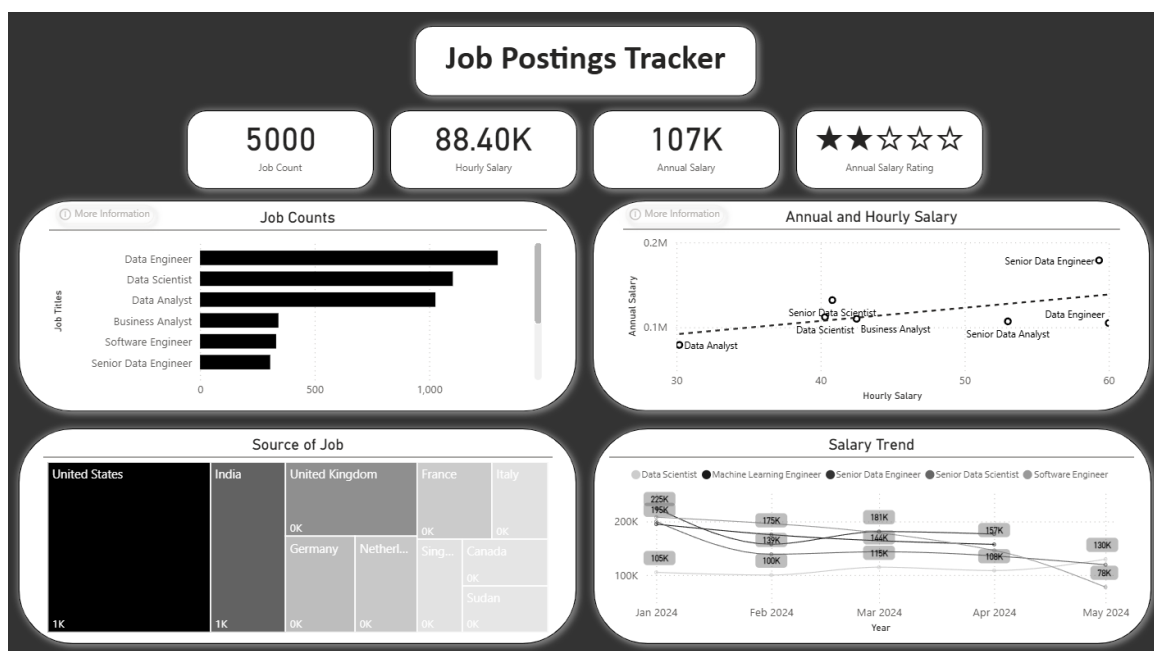 Job Postings Tracker
5000
Job Count
88.40K
Hourly Salary
107K
Annual Salary
★★☆☆☆
Annual Salary Rating
More Information
Job Counts
Job Titles
Data Engineer
Data Scientist
Data Analyst
Business Analyst
Software Engineer
Senior Data Engineer
0 500 1,000
More Information
Annual and Hourly Salary
Annual Salary
0.2M
0.1M
Senior Data Engineer
Senior Data Scientist
Data Engineer
Data Scientist
Business Analyst
Senior Data Analyst
Data Analyst
30 40 50 60
Hourly Salary
Source of Job
United States
1K
India
1K
United Kingdom
0K
France
0K
Italy
0K
Germany
0K
Netherl...
0K
Sing...
0K
Canada
0K
Sudan
0K
Salary Trend
Data Scientist Machine Learning Engineer Senior Data Engineer Senior Data Scientist Software Engineer
200K
100K
225K
195K
105K
175K
139K
100K
181K
144K
115K
157K
108K
130K
78K
Jan 2024 Feb 2024 Mar 2024 Apr 2024 May 2024
Year